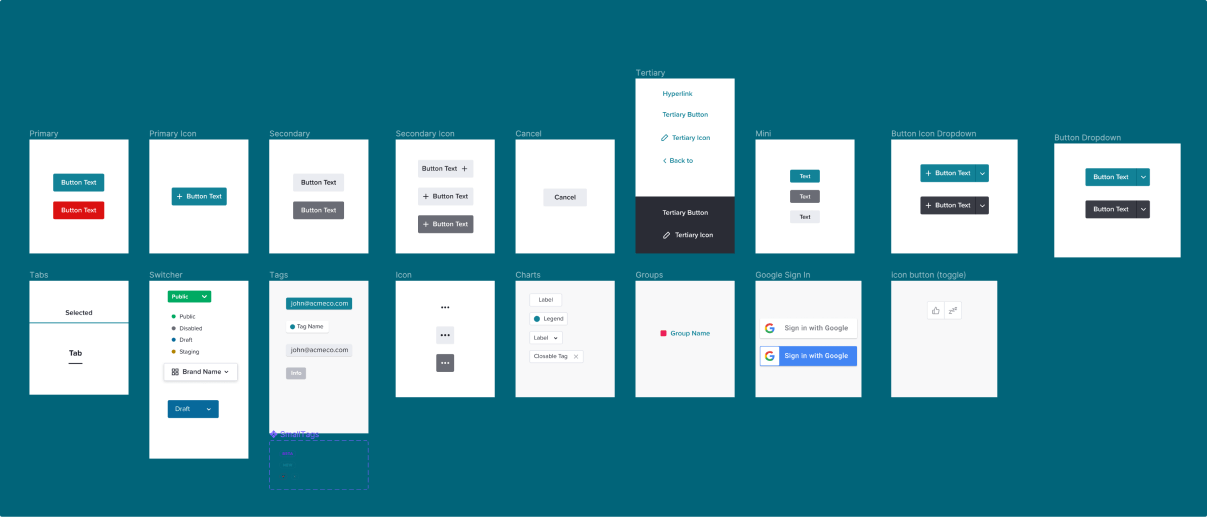 Tertiary
Hyperlink
Tertiary Button
Tertiary Icon
Back to
Tertiary Button
Tertiary Icon
Primary
Button Text
Button Text
Primary Icon
Button Text
Secondary
Button Text
Button Text
Secondary Icon
Button Text
Button Text
Button Text
Cancel
Cancel
Mini
Text
Text
Text
Button Icon Dropdown
Button Text
Button Text
Button Dropdown
Button Text
Button Text
Tabs
Selected
Tab
Switcher
Public
Public
Disabled
Draft
Staging
Brand Name
Draft
Tags
john@acmeco.com
Tag Name
john@acmeco.com
Info
SmallTags
Icon
Charts
Label
Legend
Label
Closable Tag
Groups
Group Name
Google Sign In
Sign in with Google
Sign in with Google
icon button (toggle)